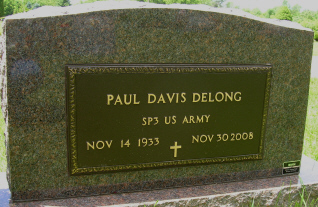 PAUL DAVIS DELONG
SP3 US ARMY
NOV 14 1933 NOV 30 2008